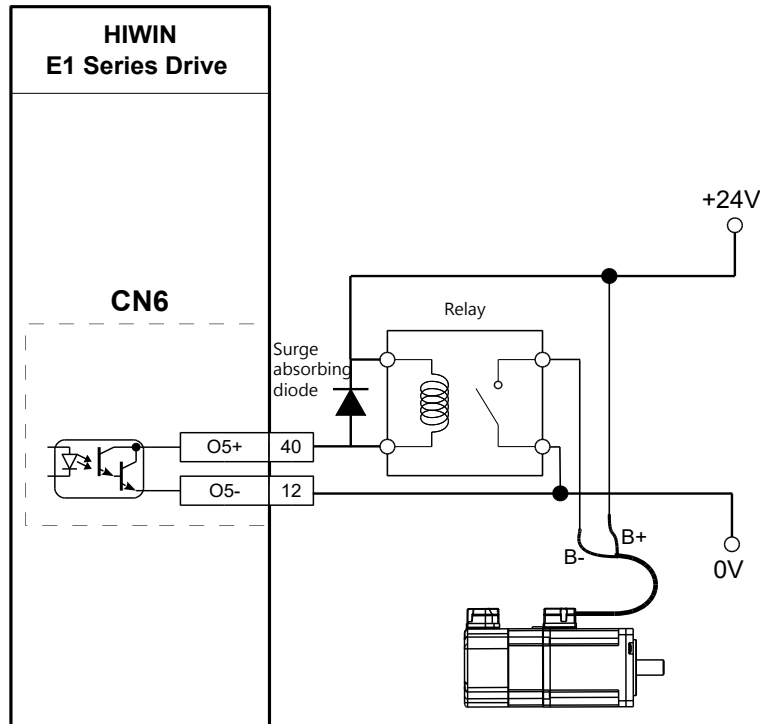 HIWIN
E1 Series Drive
+24V
CN6
Relay
Surge
absorbing
diode
O5+ 40
O5- 12
B+
B-
0V